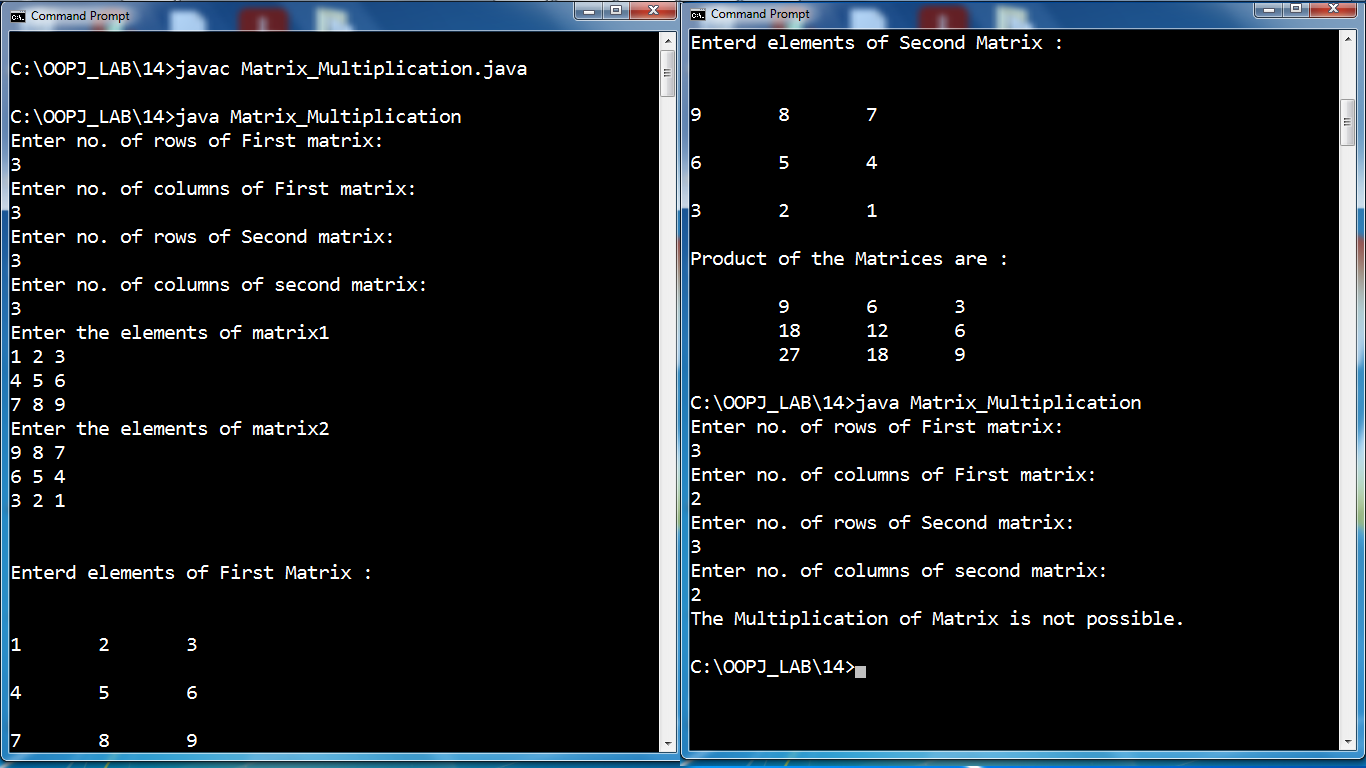 Command Prompt
C:\OOPJ_LAB\14>javac Matrix_Multiplication.java
C:\OOPJ_LAB\14>java Matrix_Multiplication
Enter no. of rows of First matrix:
3
Enter no. of columns of First matrix:
3
Enter no. of rows of Second matrix:
3
Enter no. of columns of second matrix:
3
Enter the elements of matrix1
1 2 3
4 5 6
7 8 9
Enter the elements of matrix2
9 8 7
6 5 4
3 2 1
Enterd elements of First Matrix :
1 2 3
4 5 6
7 8 9
Command Prompt
Enterd elements of Second Matrix :
9 8 7
6 5 4
3 2 1
Product of the Matrices are :
9 6 3
18 12 6
27 18 9
C:\OOPJ_LAB\14>java Matrix_Multiplication
Enter no. of rows of First matrix:
3
Enter no. of columns of First matrix:
2
Enter no. of rows of Second matrix:
3
Enter no. of columns of second matrix:
2
The Multiplication of Matrix is not possible.
C:\OOPJ_LAB\14>